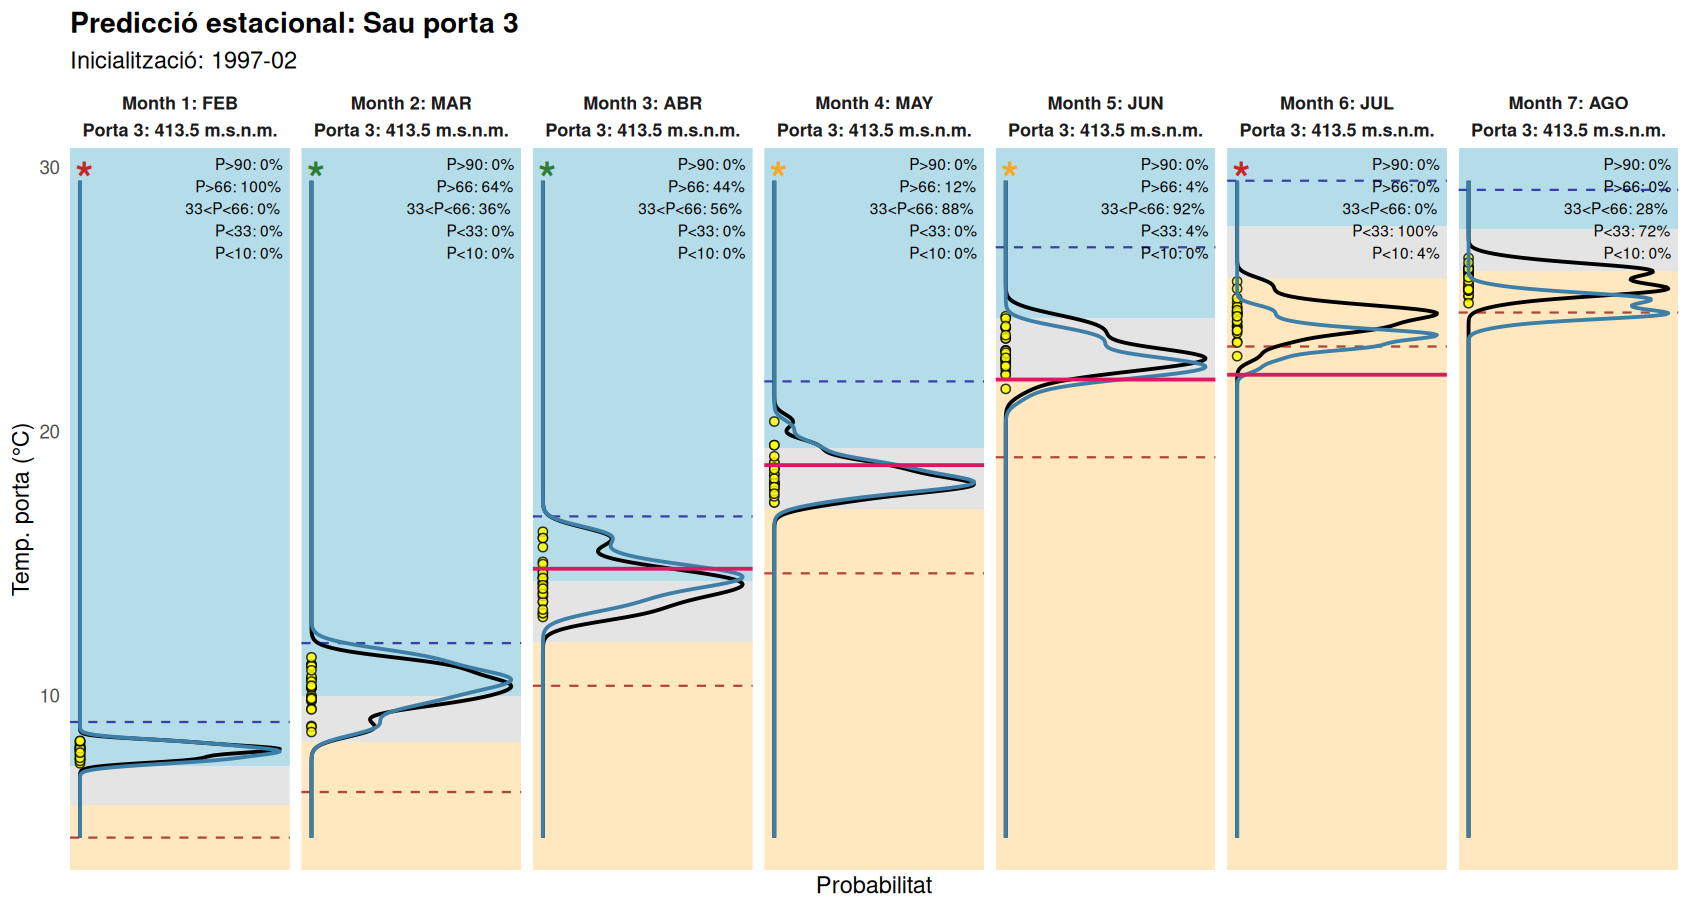 Predicció estacional: Sau porta 3
Inicialització: 1997-02
Month 1: FEB
Porta 3: 413.5 m.s.n.m.
Month 2: MAR
Porta 3: 413.5 m.s.n.m.
Month 3: ABR
Porta 3: 413.5 m.s.n.m.
Month 4: MAY
Porta 3: 413.5 m.s.n.m.
Month 5: JUN
Porta 3: 413.5 m.s.n.m.
Month 6: JUL
Porta 3: 413.5 m.s.n.m.
Month 7: AGO
Porta 3: 413.5 m.s.n.m.
Temp. porta (°C)
30
20
10
*
P>90: 0%
P>66: 100%
33<P<66: 0%
P<33: 0%
P<10: 0%
*
P>90: 0%
P>66: 64%
33<P<66: 36%
P<33: 0%
P<10: 0%
*
P>90: 0%
P>66: 44%
33<P<66: 56%
P<33: 0%
P<10: 0%
*
P>90: 0%
P>66: 12%
33<P<66: 88%
P<33: 0%
P<10: 0%
*
P>90: 0%
P>66: 4%
33<P<66: 92%
P<33: 4%
P<10: 0%
*
P>90: 0%
P>66: 0%
33<P<66: 0%
P<33: 100%
P<10: 4%
P>90: 0%
P>66: 0%
33<P<66: 28%
P<33: 72%
P<10: 0%
Probabilitat